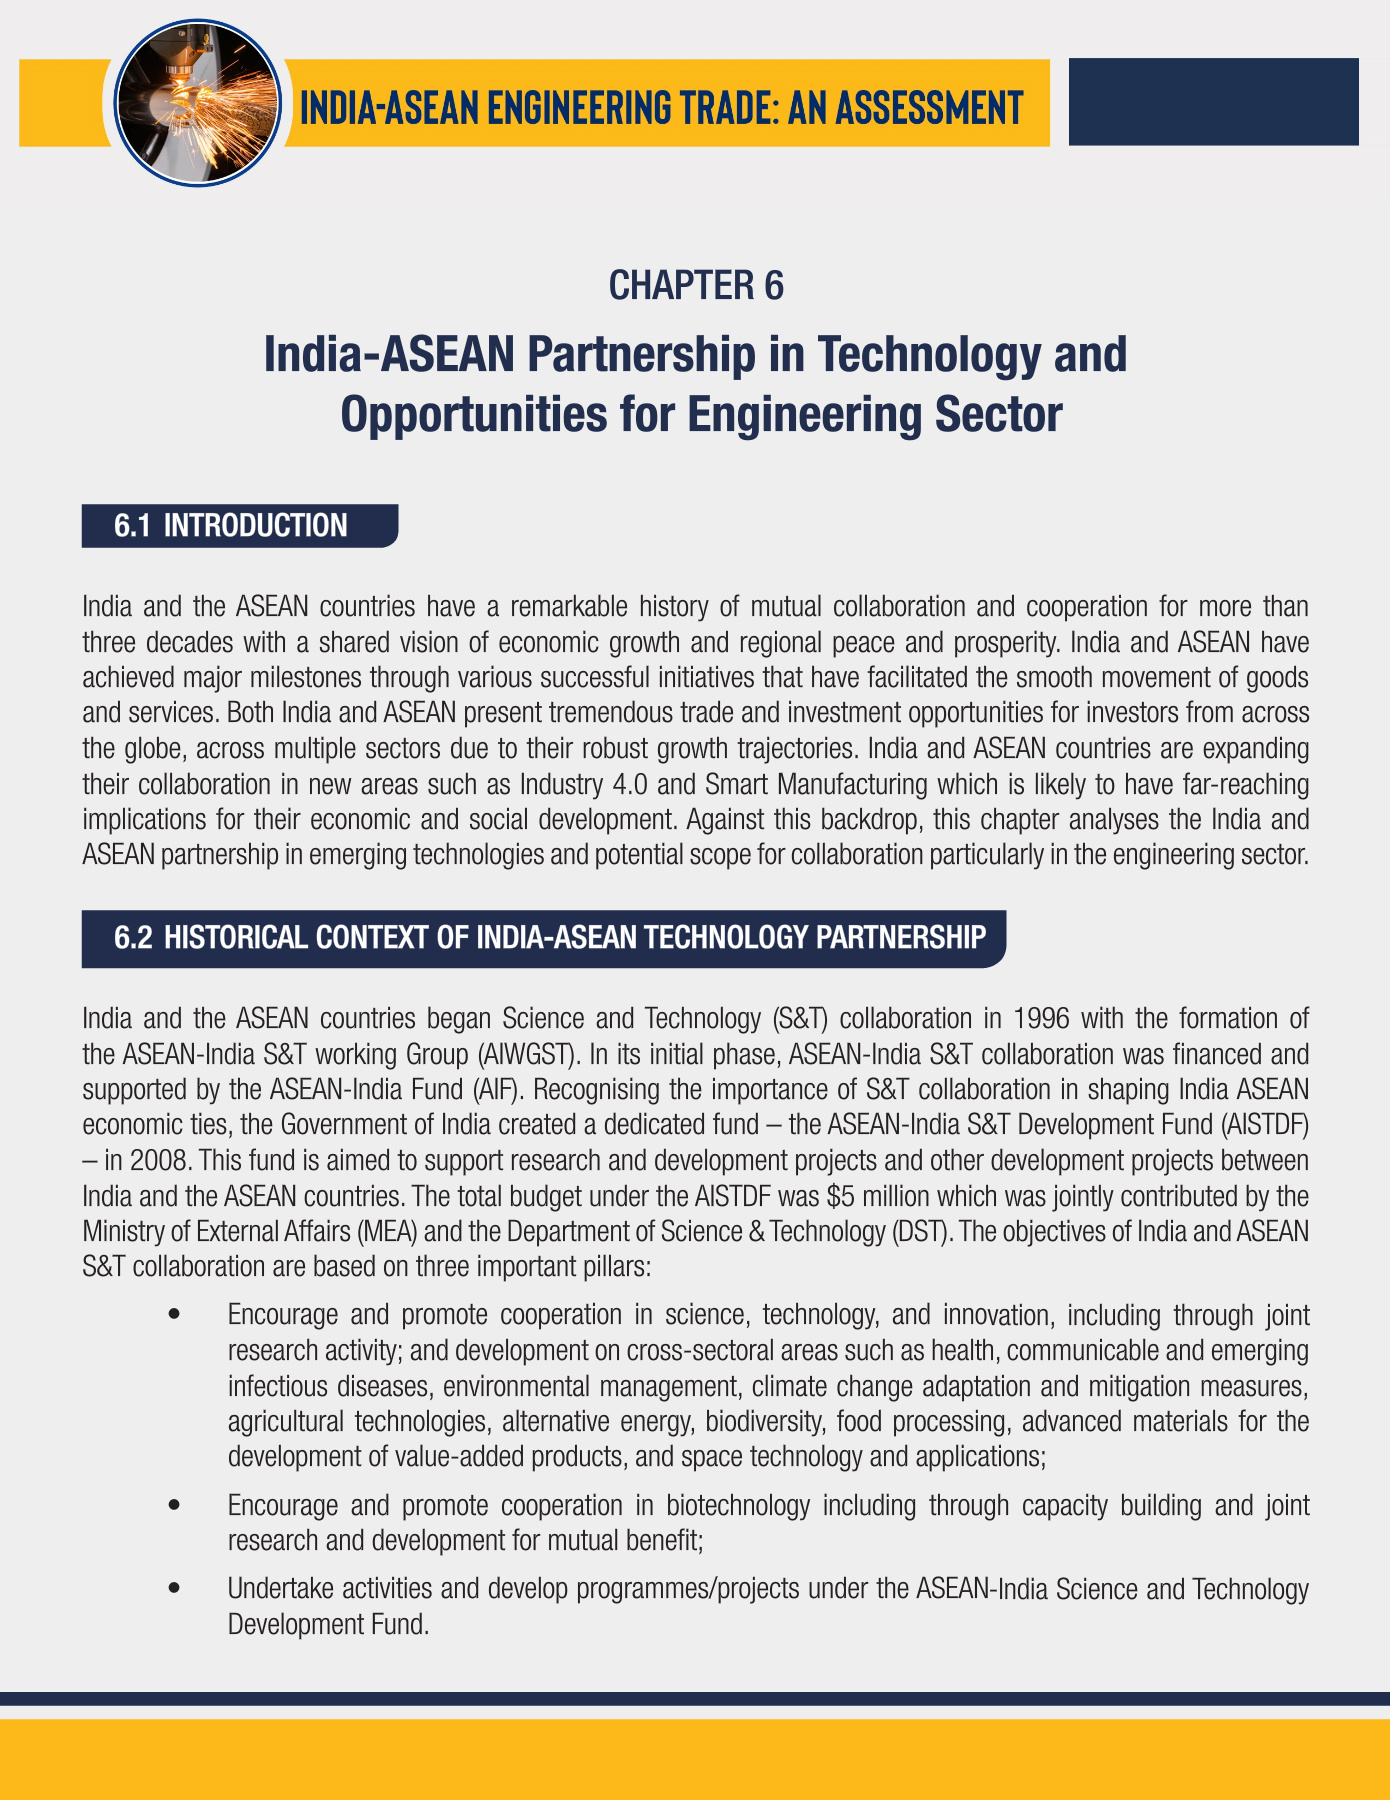 INDIA-ASEAN ENGINEERING TRADE: AN ASSESSMENT
CHAPTER 6
India-ASEAN Partnership in Technology and
Opportunities for Engineering Sector
6.1 INTRODUCTION
India and the ASEAN countries have a remarkable history of mutual collaboration and cooperation for more than
three decades with a shared vision of economic growth and regional peace and prosperity. India and ASEAN have
achieved major milestones through various successful initiatives that have facilitated the smooth movement of goods
and services. Both India and ASEAN present tremendous trade and investment opportunities for investors from across
the globe, across multiple sectors due to their robust growth trajectories. India and ASEAN countries are expanding
their collaboration in new areas such as Industry 4.0 and Smart Manufacturing which is likely to have far-reaching
implications for their economic and social development. Against this backdrop, this chapter analyses the India and
ASEAN partnership in emerging technologies and potential scope for collaboration particularly in the engineering sector.
6.2 HISTORICAL CONTEXT OF INDIA-ASEAN TECHNOLOGY PARTNERSHIP
India and the ASEAN countries began Science and Technology (S&T) collaboration in 1996 with the formation of
the ASEAN-India S&T working Group (AIWGST). In its initial phase, ASEAN-India S&T collaboration was financed and
supported by the ASEAN-India Fund (AIF). Recognising the importance of S&T collaboration in shaping India ASEAN
economic ties, the Government of India created a dedicated fund – the ASEAN-India S&T Development Fund (AISTDF)
– in 2008. This fund is aimed to support research and development projects and other development projects between
India and the ASEAN countries. The total budget under the AISTDF was $5 million which was jointly contributed by the
Ministry of External Affairs (MEA) and the Department of Science & Technology (DST). The objectives of India and ASEAN
S&T collaboration are based on three important pillars:
• Encourage and promote cooperation in science, technology, and innovation, including through joint
research activity; and development on cross-sectoral areas such as health, communicable and emerging
infectious diseases, environmental management, climate change adaptation and mitigation measures,
agricultural technologies, alternative energy, biodiversity, food processing, advanced materials for the
development of value-added products, and space technology and applications;
• Encourage and promote cooperation in biotechnology including through capacity building and joint
research and development for mutual benefit;
• Undertake activities and develop programmes/projects under the ASEAN-India Science and Technology
Development Fund.